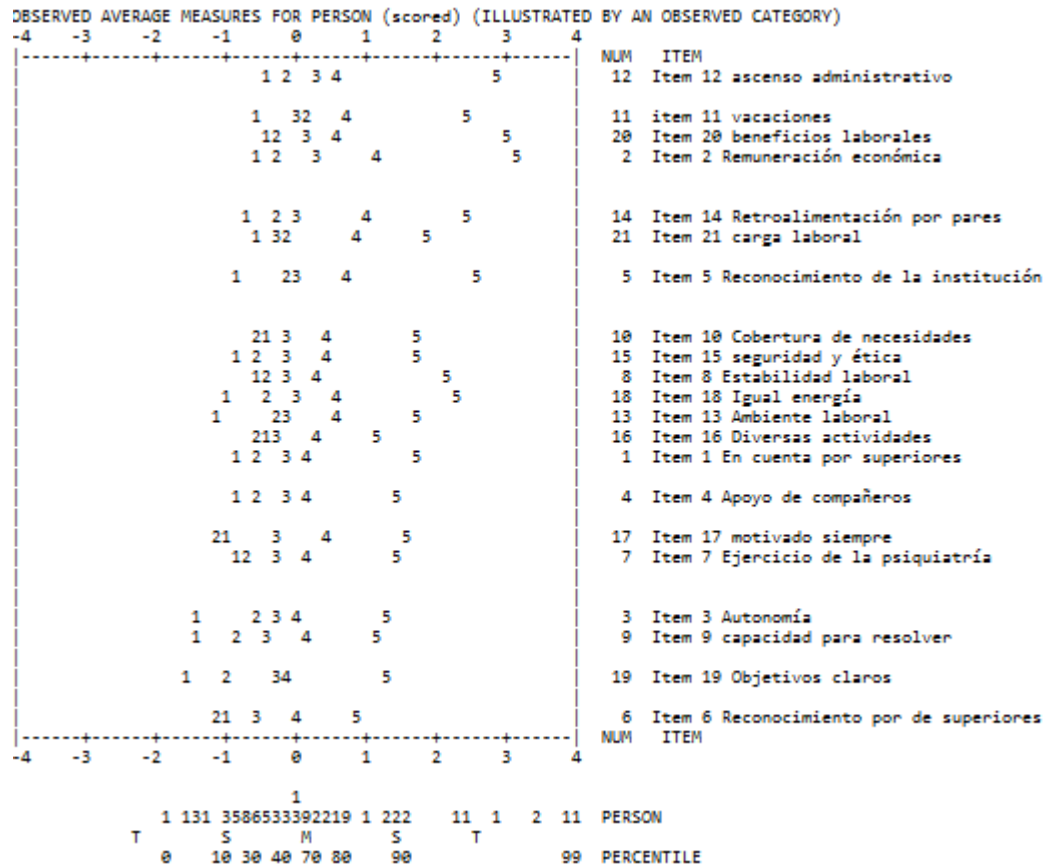 OBSERVED AVERAGE MEASURES FOR PERSON (scored) (ILLUSTRATED BY AN OBSERVED CATEGORY)
-4 -3 -2 -1 0 1 2 3 4
|------+------+------+------+------+------+------+------| NUM ITEM
| 1 2 3 4 5 | 12 Item 12 ascenso administrativo
| 1 32 4 5 | 11 item 11 vacaciones
| 12 3 4 5 | 20 Item 20 beneficios laborales
| 1 2 3 4 5 | 2 Item 2 Remuneración económica
| 1 2 3 4 5 | 14 Item 14 Retroalimentación por pares
| 1 32 4 5 | 21 Item 21 carga laboral
| 1 23 4 5 | 5 Item 5 Reconocimiento de la institución
| 21 3 4 5 | 10 Item 10 Cobertura de necesidades
| 1 2 3 4 5 | 15 Item 15 seguridad y ética
| 12 3 4 5 | 8 Item 8 Estabilidad laboral
| 1 2 3 4 5 | 18 Item 18 Igual energía
| 1 23 4 5 | 13 Item 13 Ambiente laboral
| 213 4 5 | 16 Item 16 Diversas actividades
| 1 2 3 4 5 | 1 Item 1 En cuenta por superiores
| 1 2 3 4 5 | 4 Item 4 Apoyo de compañeros
| 21 3 4 5 | 17 Item 17 motivado siempre
| 12 3 4 5 | 7 Item 7 Ejercicio de la psiquiatría
| 1 2 3 4 5 | 3 Item 3 Autonomía
| 1 2 3 4 5 | 9 Item 9 capacidad para resolver
| 1 2 34 5 | 19 Item 19 Objetivos claros
| 21 3 4 5 | 6 Item 6 Reconocimiento por de superiores
|------+------+------+------+------+------+------+------| NUM ITEM
-4 -3 -2 -1 0 1 2 3 4
1
1 131 3586533392219 1 222 11 1 2 11 PERSON
T S M S T
0 10 30 40 70 80 90 99 PERCENTILE